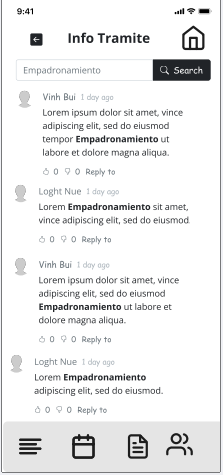 9:41
Info Tramite
Empadronamiento
Search
Vinh Bui 1 day ago
Lorem ipsum dolor sit amet, vince
adipiscing elit, sed do eiusmod
tempor Empadronamiento ut
labore et dolore magna aliqua.
0 0 Reply to
Loght Nue 1 day ago
Lorem Empadronamiento sit amet,
vince adipiscing elit, sed do eiusmod
0 0 Reply to
Vinh Bui 1 day ago
Lorem ipsum dolor sit amet, vince
adipiscing elit, sed do eiusmod
Empadronamiento ut labore et
dolore magna aliqua.
0 0 Reply to
Loght Nue 1 day ago
Lorem Empadronamiento
adipiscing elit, sed do eiusmod.
0 0 Reply to